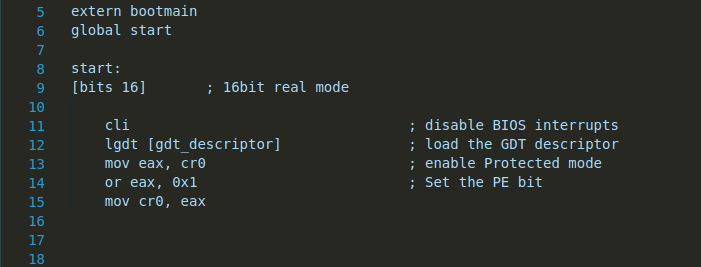 5 extern bootmain
6 global start
7
8 start:
9 [bits 16] ; 16bit real mode
10
11 cli ; disable BIOS interrupts
12 lgdt [gdt_descriptor] ; load the GDT descriptor
13 mov eax, cr0 ; enable Protected mode
14 or eax, 0x1 ; Set the PE bit
15 mov cr0, eax
16
17
18